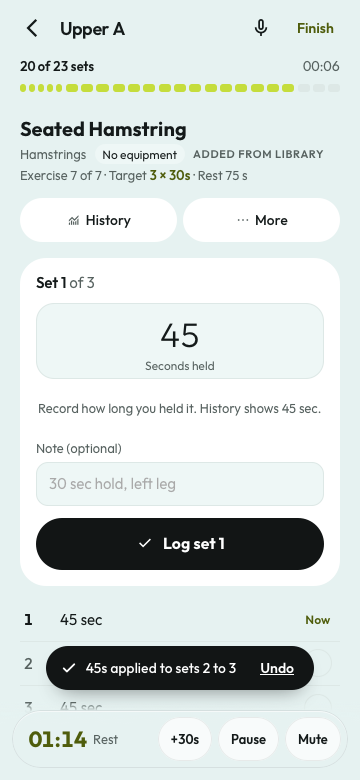 Upper A
Finish
20 of 23 sets
00:06
Seated Hamstring
Hamstrings No equipment ADDED FROM LIBRARY
Exercise 7 of 7 · Target 3 × 30s · Rest 75 s
History
··· More
Set 1 of 3
45
Seconds held
Record how long you held it. History shows 45 sec.
Note (optional)
30 sec hold, left leg
Log set 1
1 45 sec Now
2
45s applied to sets 2 to 3 Undo
3 45 sec
01:14 Rest +30s Pause Mute